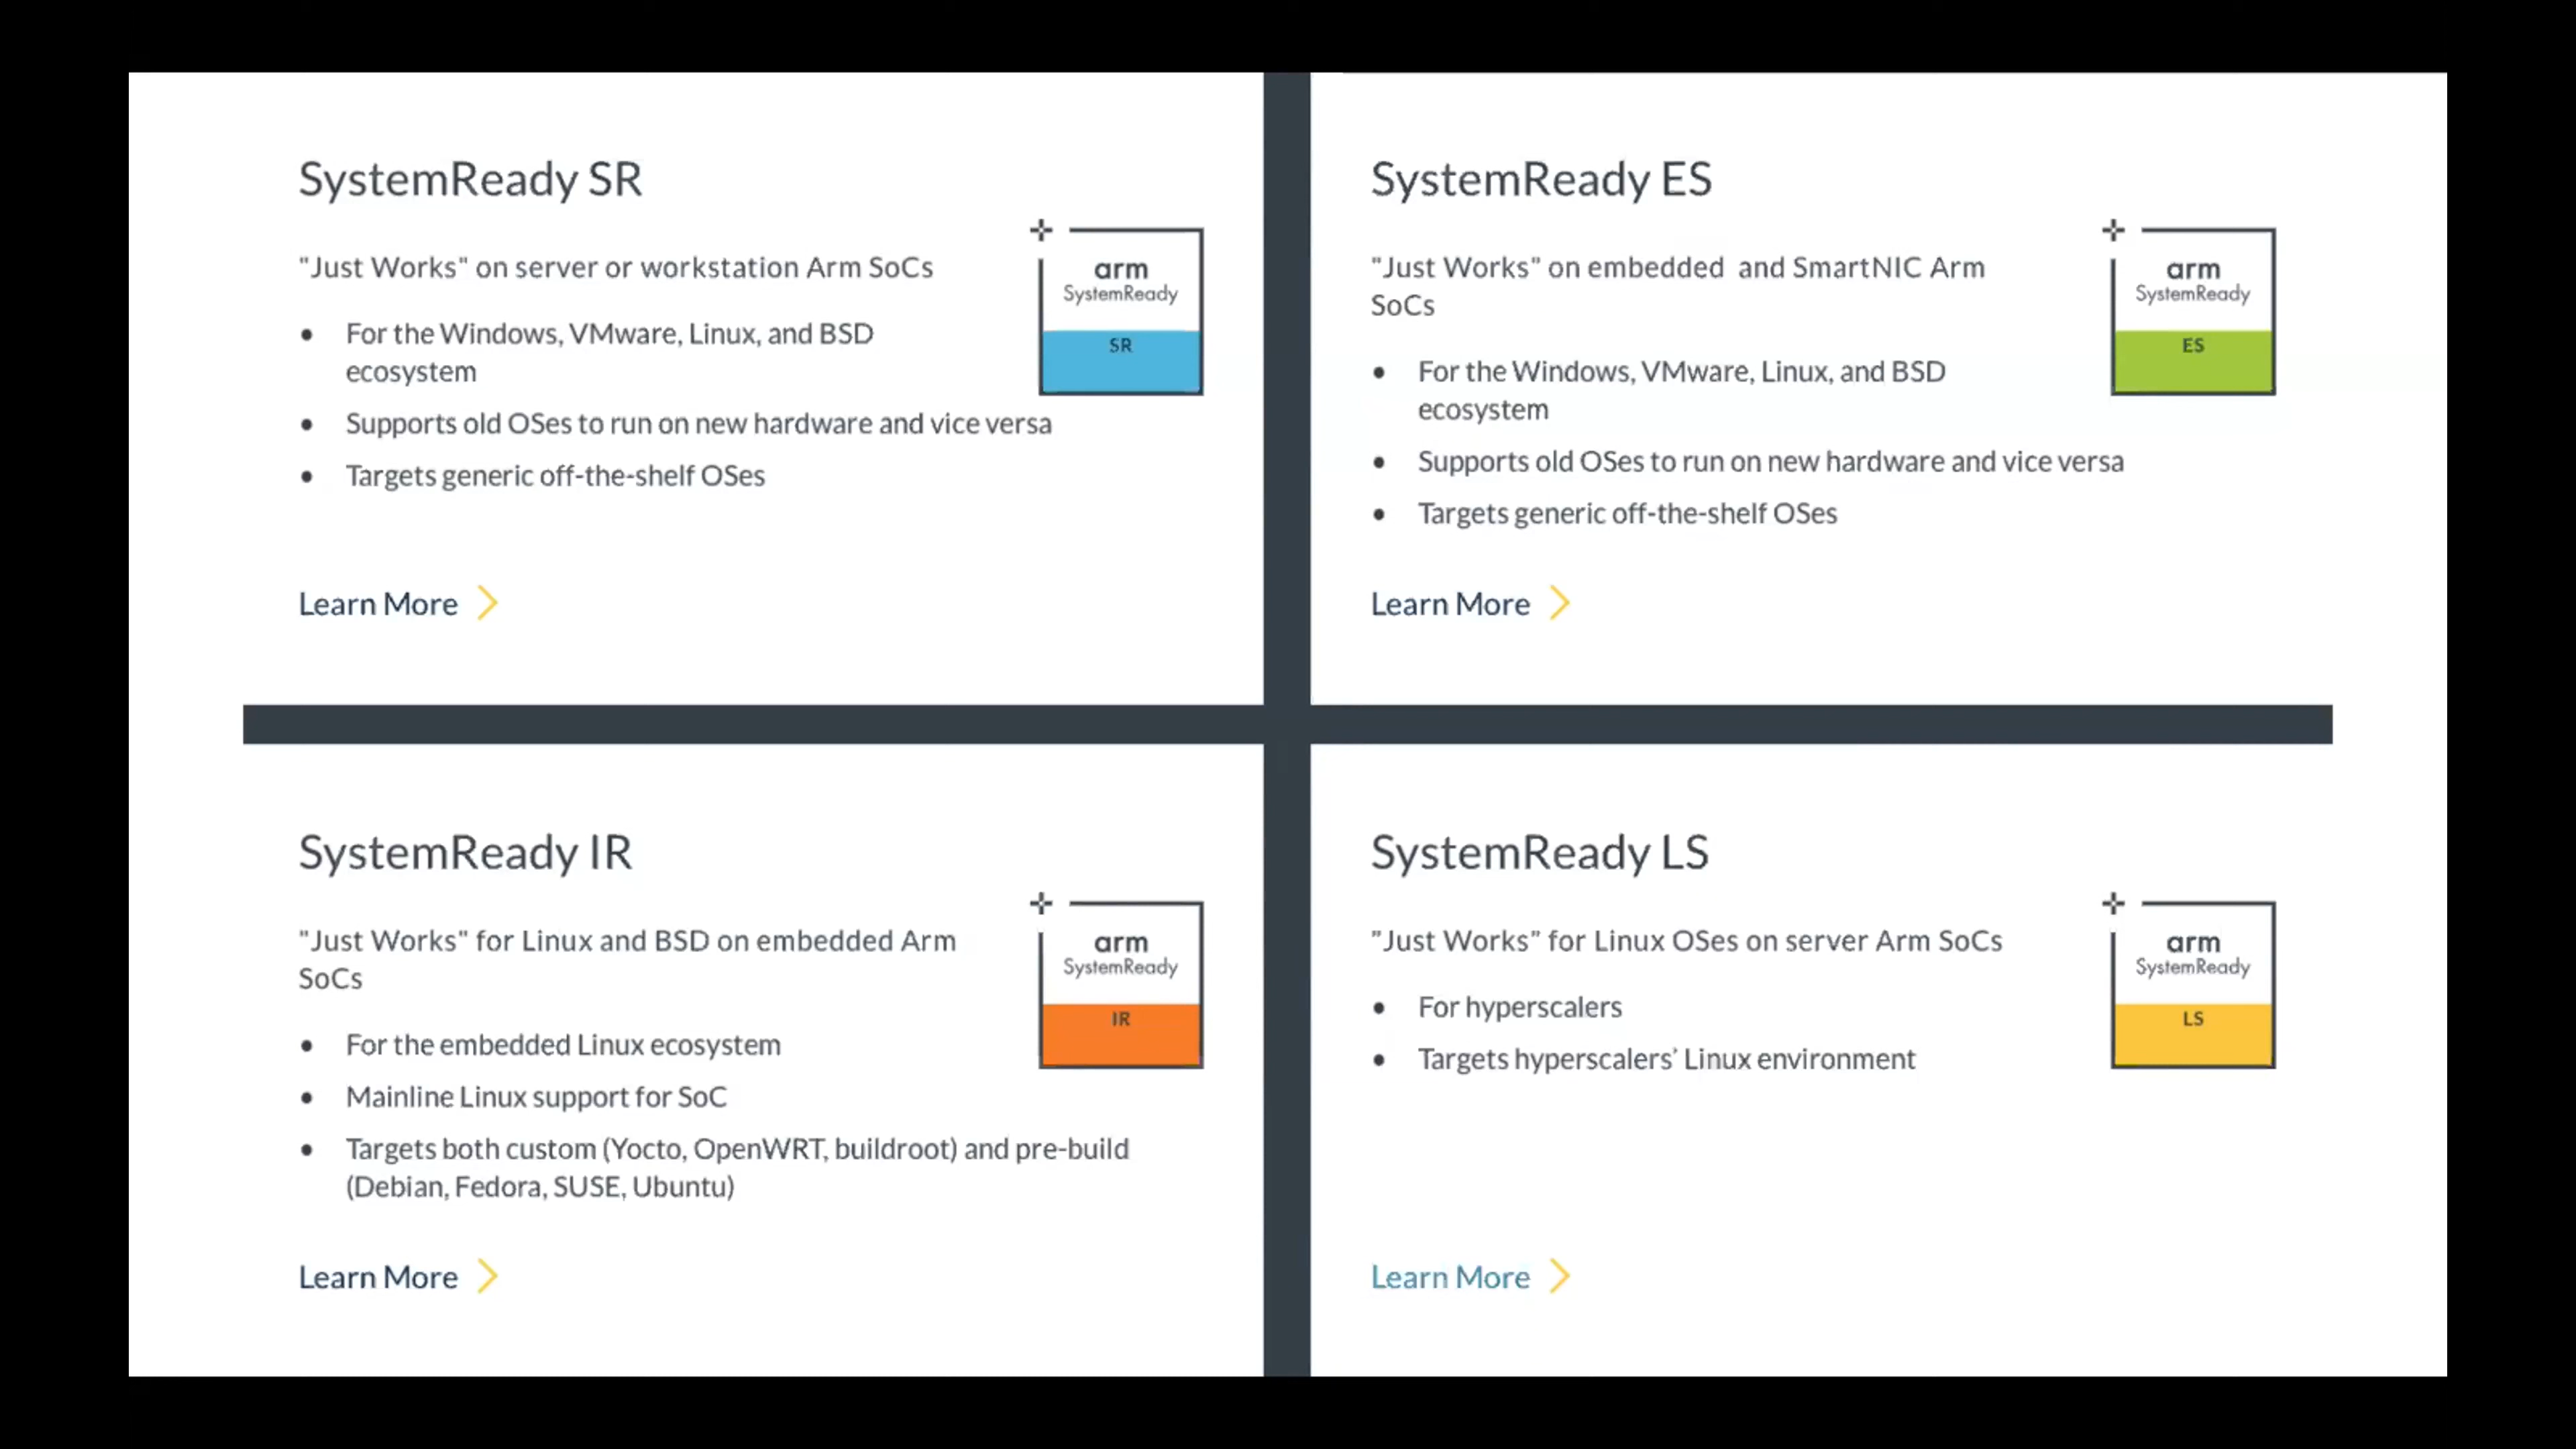 SystemReady SR
"Just Works" on server or workstation Arm SoCs
• For the Windows, VMware, Linux, and BSD
ecosystem
• Supports old OSes to run on new hardware and vice versa
• Targets generic off-the-shelf OSes
arm
SystemReady
SR
Learn More
SystemReady ES
"Just Works" on embedded and SmartNIC Arm
SoCs
• For the Windows, VMware, Linux, and BSD
ecosystem
• Supports old OSes to run on new hardware and vice versa
• Targets generic off-the-shelf OSes
arm
SystemReady
ES
Learn More
SystemReady IR
"Just Works" for Linux and BSD on embedded Arm
SoCs
• For the embedded Linux ecosystem
• Mainline Linux support for SoC
• Targets both custom (Yocto, OpenWRT, buildroot) and pre-build
(Debian, Fedora, SUSE, Ubuntu)
arm
SystemReady
IR
Learn More
SystemReady LS
"Just Works" for Linux OSes on server Arm SoCs
• For hyperscalers
• Targets hyperscalers’ Linux environment
arm
SystemReady
LS
Learn More